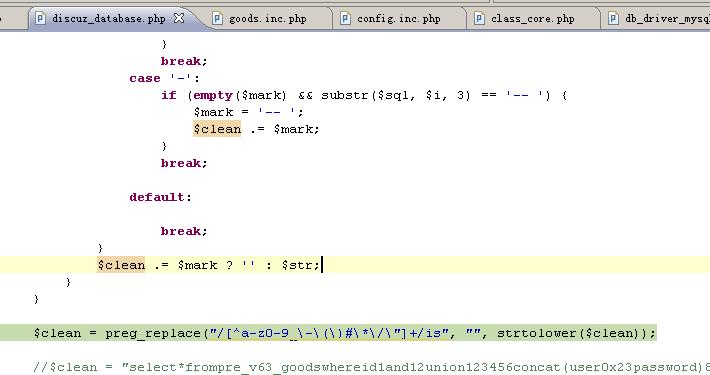 discuz_database.php goods.inc.php config.inc.php class_core.php db_driver_mysql
}
break;
case '-':
if (empty($mark) && substr($sql, $i, 3) == '-- ') {
$mark = '-- ';
$clean .= $mark;
}
break;
default:
break;
}
$clean .= $mark ? '' : $str;
}
}
$clean = preg_replace("/[^a-z0-9_\-\(\)#\*\/\"]+/is", "", strtolower($clean));
//$clean = "select*frompre_v63_goodswhereid1and12union123456concat(user0x23password)8